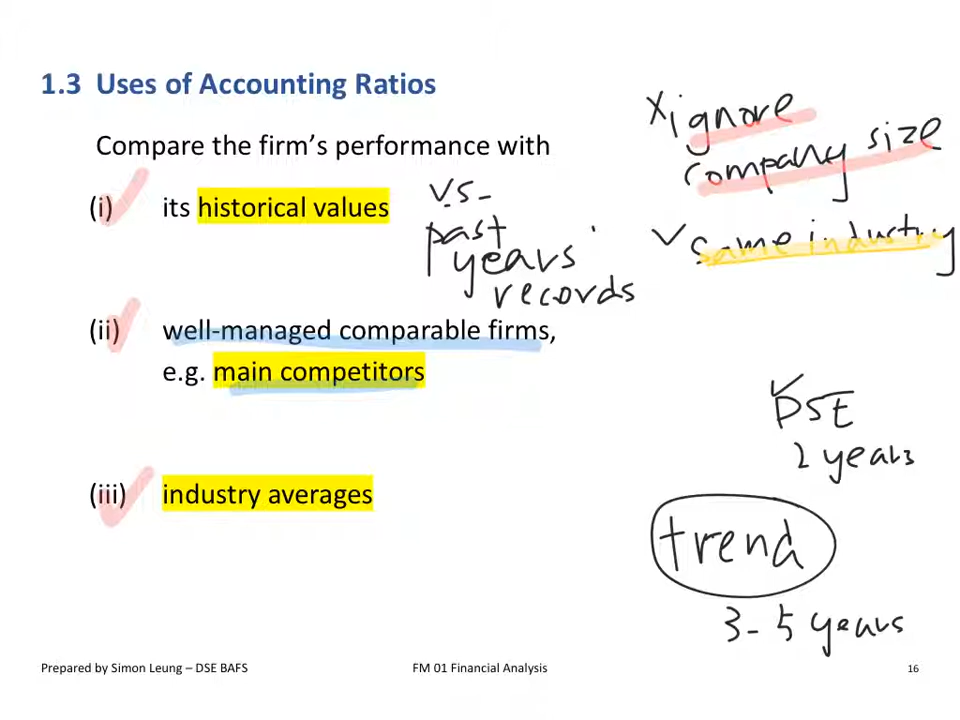 1.3 Uses of Accounting Ratios
Compare the firm's performance with
(i) its historical values
(ii) well-managed comparable firms,
e.g. main competitors
(iii) industry averages
v.s.
past
years
records
x ignore
company size
✓ same industry
✓
DSE
2 years
trend
3-5 years
Prepared by Simon Leung – DSE BAFS
FM 01 Financial Analysis
16